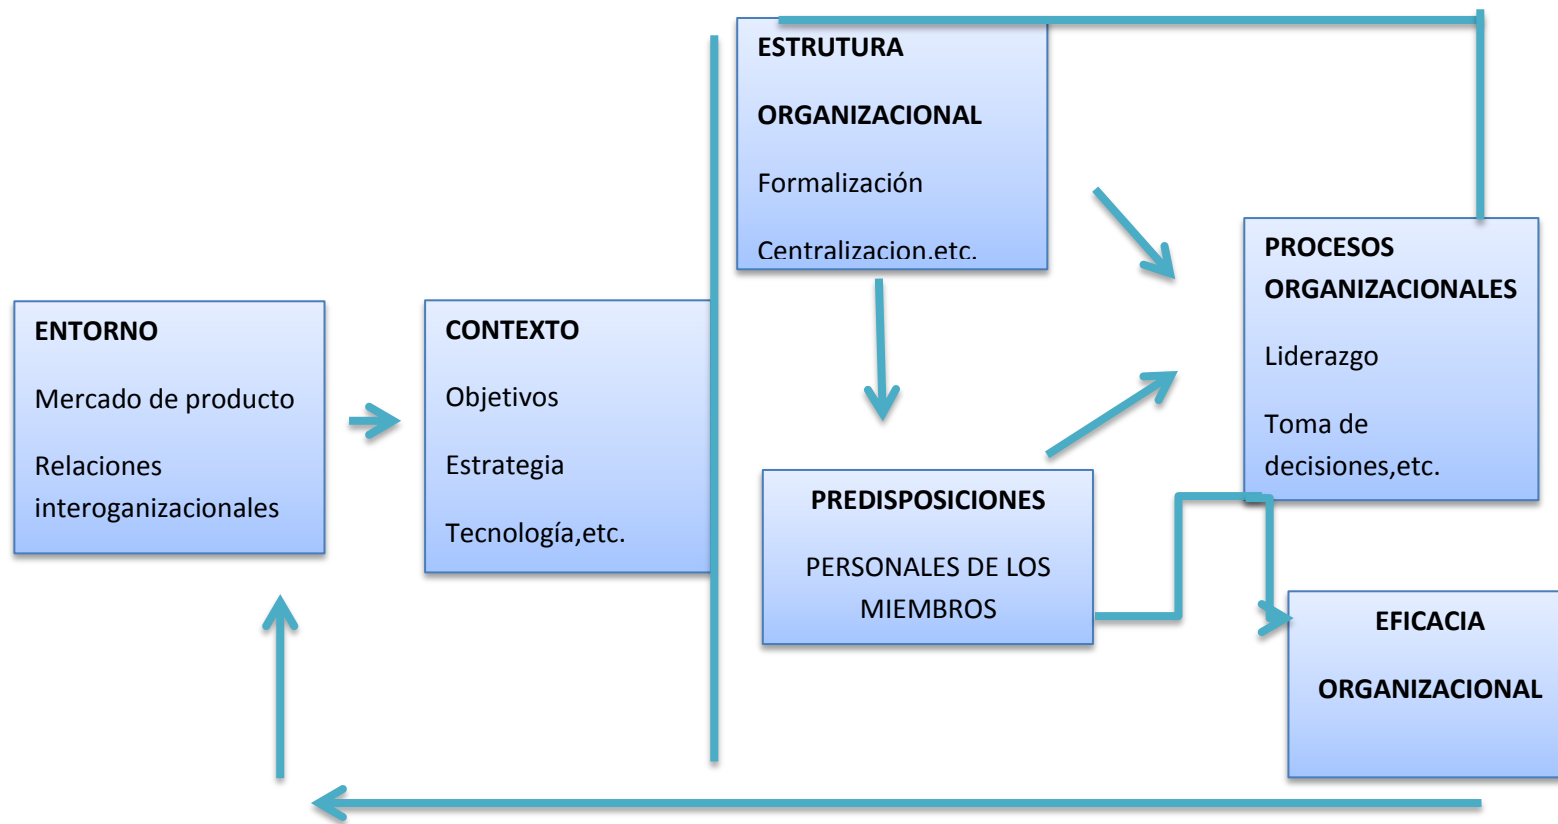 ESTRUTURA
ORGANIZACIONAL
Formalización
Centralizacion.etc.
PROCESOS
ORGANIZACIONALES
Liderazgo
Toma de
decisiones,etc.
ENTORNO
Mercado de producto
Relaciones
interoganizacionales
CONTEXTO
Objetivos
Estrategia
Tecnología,etc.
PREDISPOSICIONES
PERSONALES DE LOS
MIEMBROS
EFICACIA
ORGANIZACIONAL